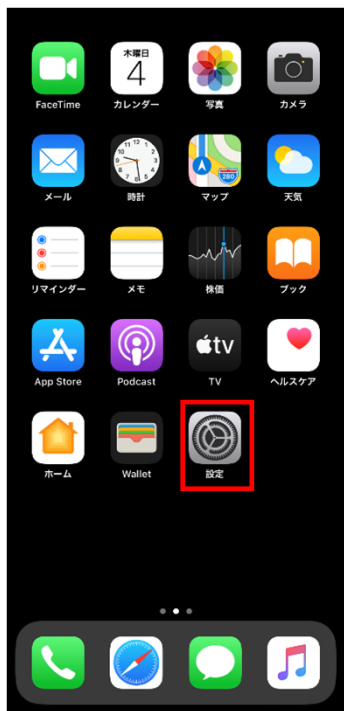 木曜日
4
FaceTime カレンダー 写真 カメラ
280
メール 時計 マップ 天気
リマインダー メモ 株価 ブック
tv
App Store Podcast TV ヘルスケア
ホーム Wallet 設定